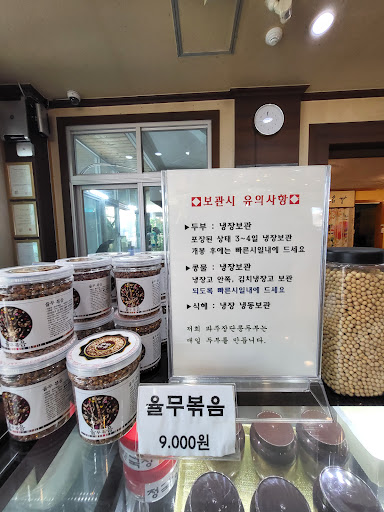 보관시 유의사항
▶두부 : 냉장보관
포장된 상태 3~4일 냉장보관
개봉 후에는 빠른시일내에 드세요
▶콩물 : 냉장보관
냉장고 안쪽, 김치냉장고 보관
되도록 빠른시일내에 드세요
▶식혜 : 냉장 냉동보관
저희 파주장단콩두부는
매일 두부를 만듭니다.
율무볶음
9.000원